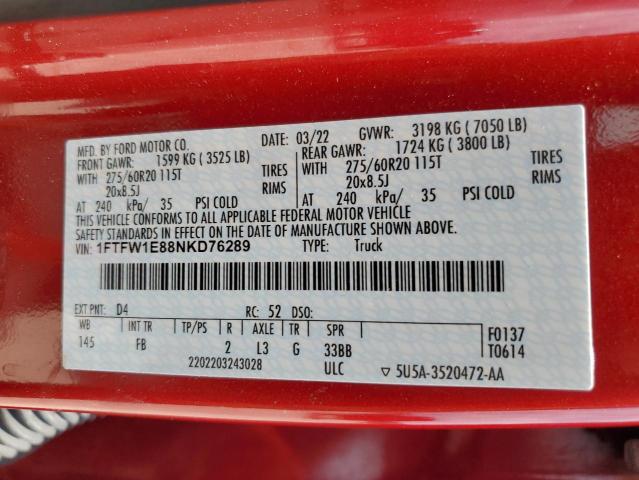 MFD. BY FORD MOTOR CO. 03/22 GVWR: 3198 KG ( 7050 LB)
FRONT GAWR: 1599 KG ( 3525 LB) REAR GAWR: 1724 KG ( 3800 LB)
WITH 275/60R20 115T TIRES WITH 275/60R20 115T TIRES
20x8.5J RIMS 20x8.5J RIMS
AT 240 kPa/ 35 PSI COLD AT 240 kPa/ 35 PSI COLD
THIS VEHICLE CONFORMS TO ALL APPLICABLE FEDERAL MOTOR VEHICLE
SAFETY STANDARDS IN EFFECT ON THE DATE OF MANUFACTURE SHOWN ABOVE.
VIN: 1FTFW1E88NKD76289 TYPE: Truck
EXT PNT: D4 RC: 52 DSO:
WB INT TR TP/PS R AXLE TR SPR F0137
145 FB 2 L3 G 33BB T0614
2202203243028 ULC ▽ 5U5A-3520472-AA